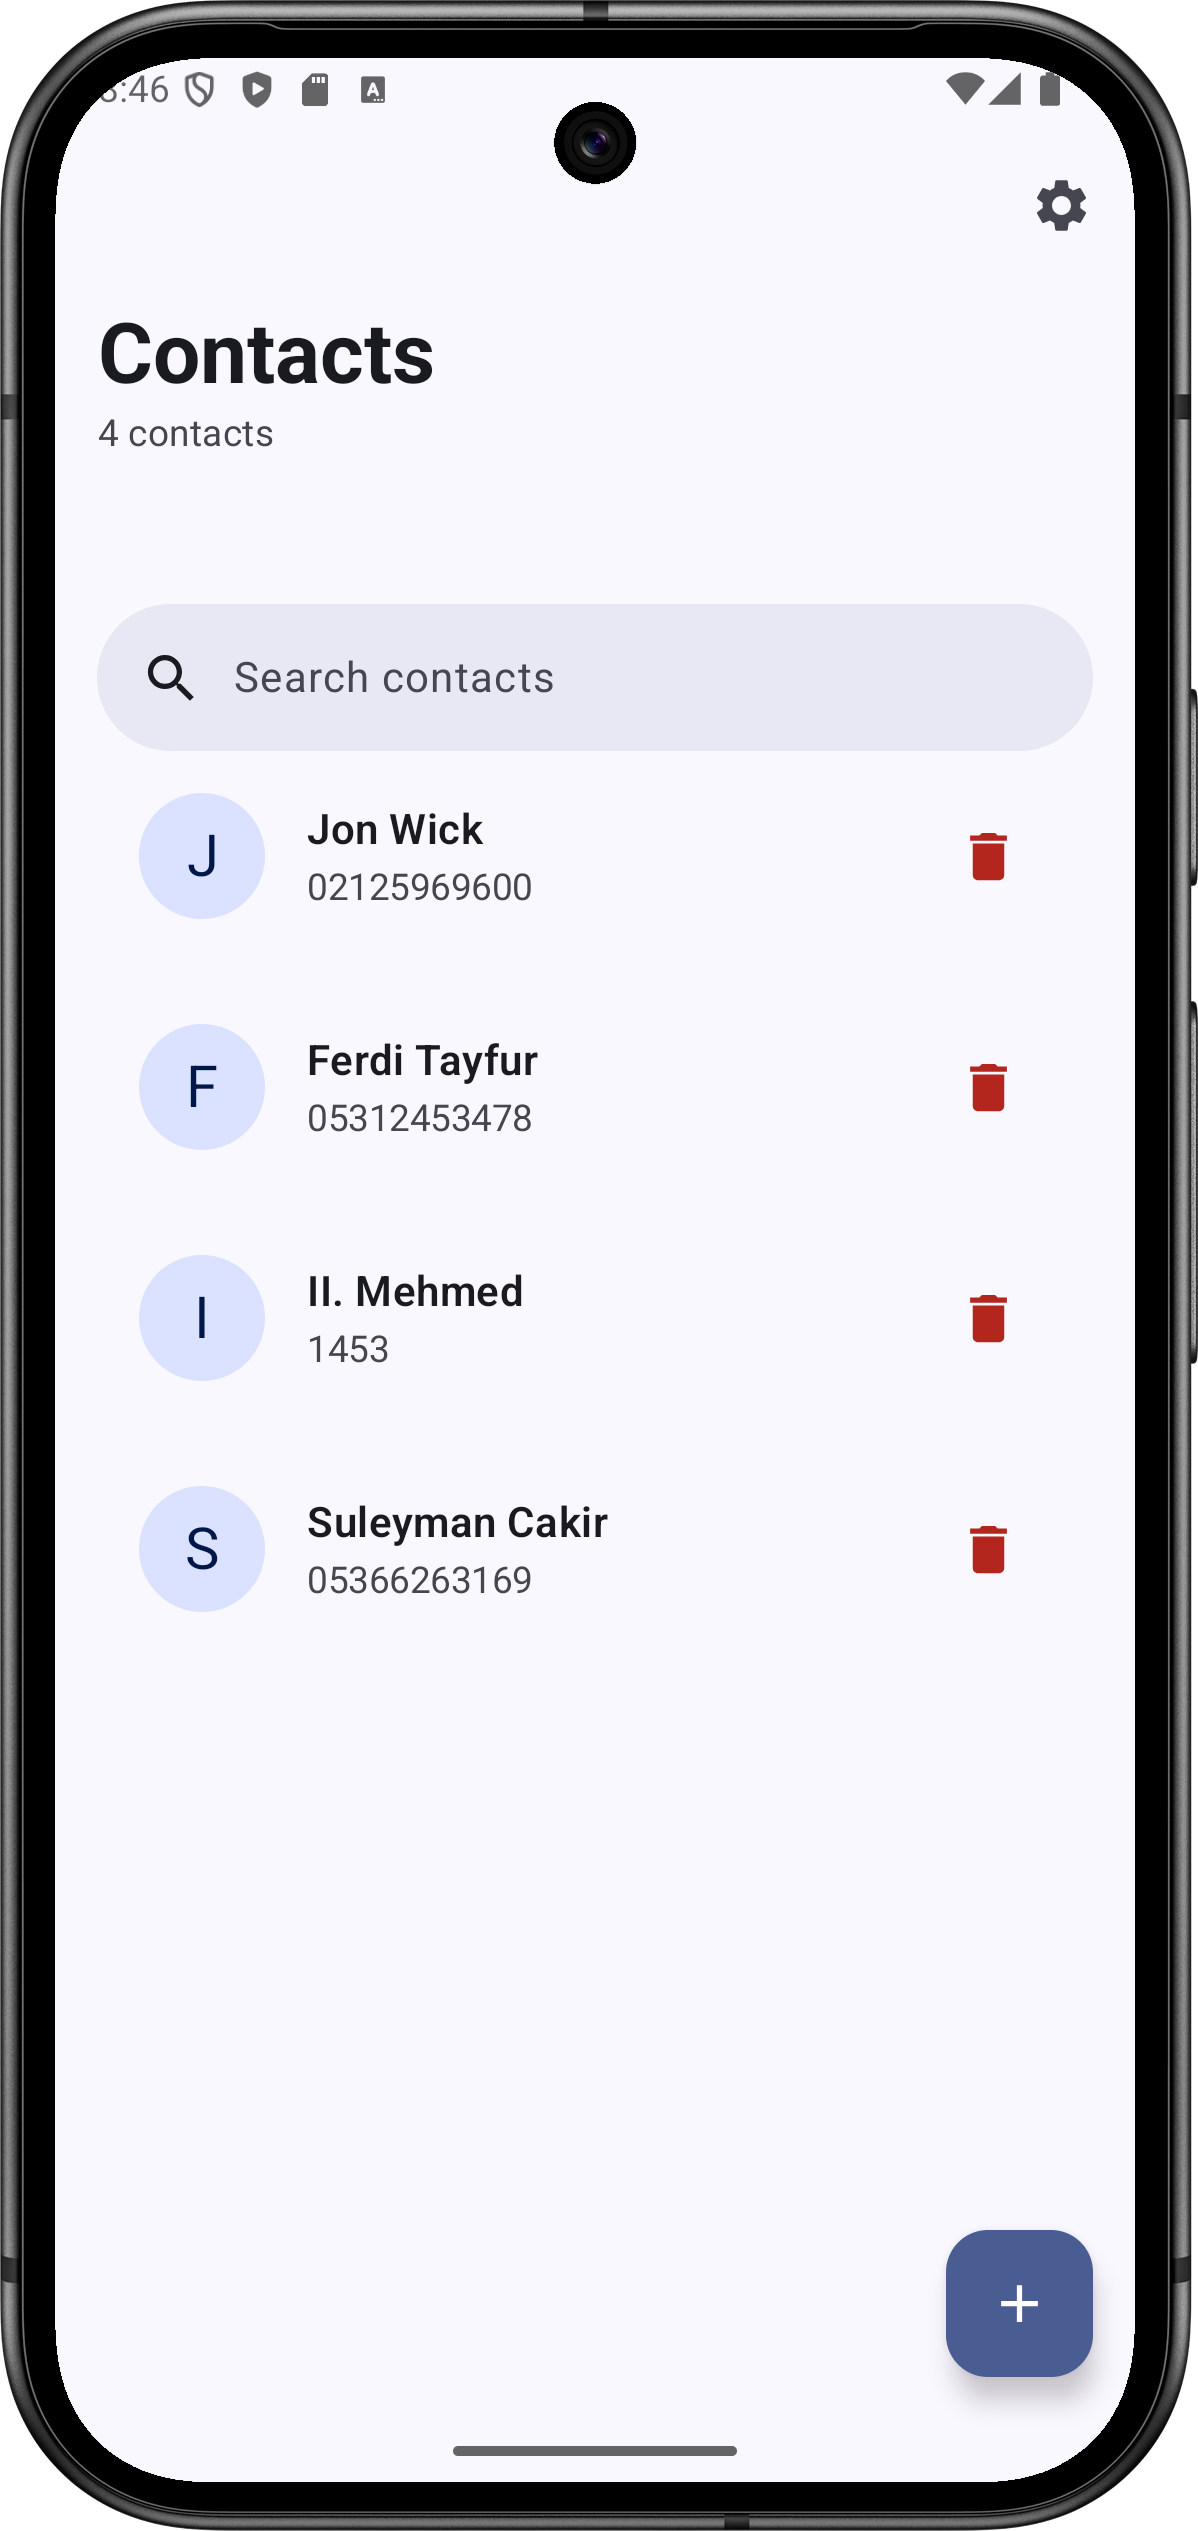 :46
Contacts
4 contacts
Search contacts
J
Jon Wick
02125969600
F
Ferdi Tayfur
05312453478
I
II. Mehmed
1453
S
Suleyman Cakir
05366263169